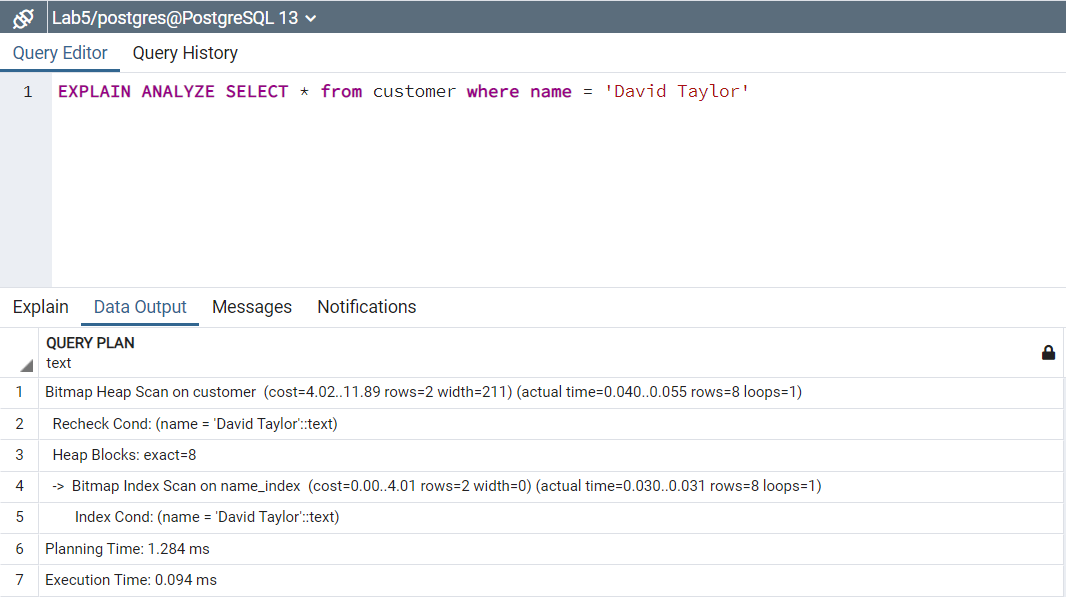 Lab5/postgres@PostgreSQL 13
Query Editor Query History
1 EXPLAIN ANALYZE SELECT * from customer where name = 'David Taylor'
Explain Data Output Messages Notifications
QUERY PLAN
text
1 Bitmap Heap Scan on customer (cost=4.02..11.89 rows=2 width=211) (actual time=0.040..0.055 rows=8 loops=1)
2 Recheck Cond: (name = 'David Taylor'::text)
3 Heap Blocks: exact=8
4 -> Bitmap Index Scan on name_index (cost=0.00..4.01 rows=2 width=0) (actual time=0.030..0.031 rows=8 loops=1)
5 Index Cond: (name = 'David Taylor'::text)
6 Planning Time: 1.284 ms
7 Execution Time: 0.094 ms